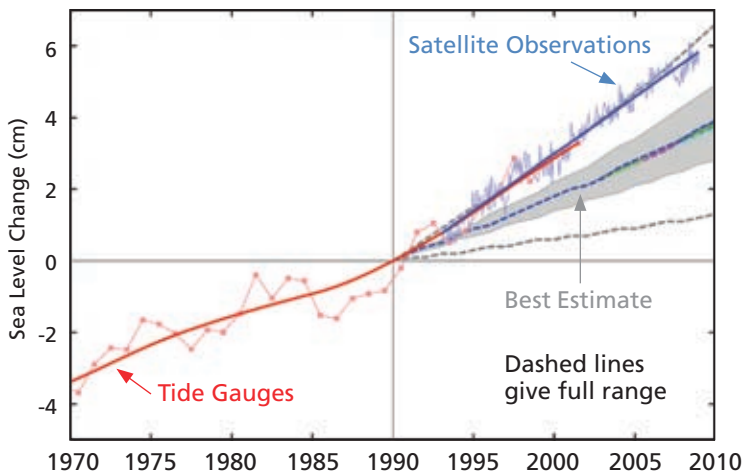 6
4
2
0
-2
-4
Sea Level Change (cm)
Satellite Observations
Best Estimate
Dashed lines
give full range
Tide Gauges
1970 1975 1980 1985 1990 1995 2000 2005 2010